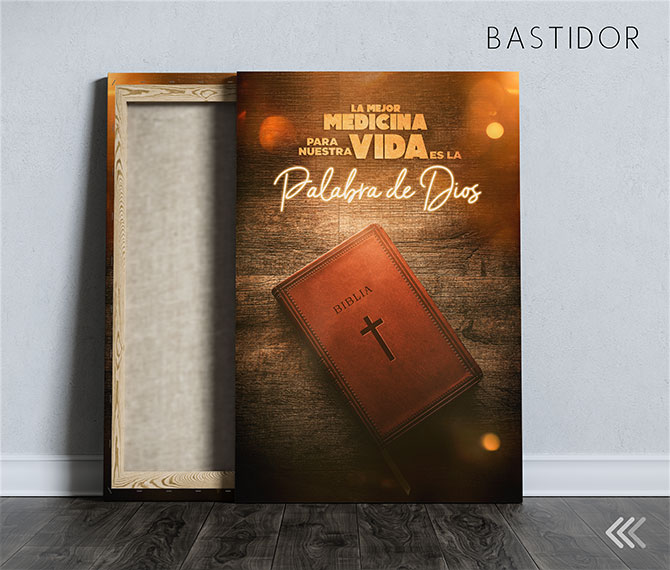 BASTIDOR
LA MEJOR
MEDICINA
PARA
NUESTRA VIDA ES LA
Palabra de Dios
BIBLIA